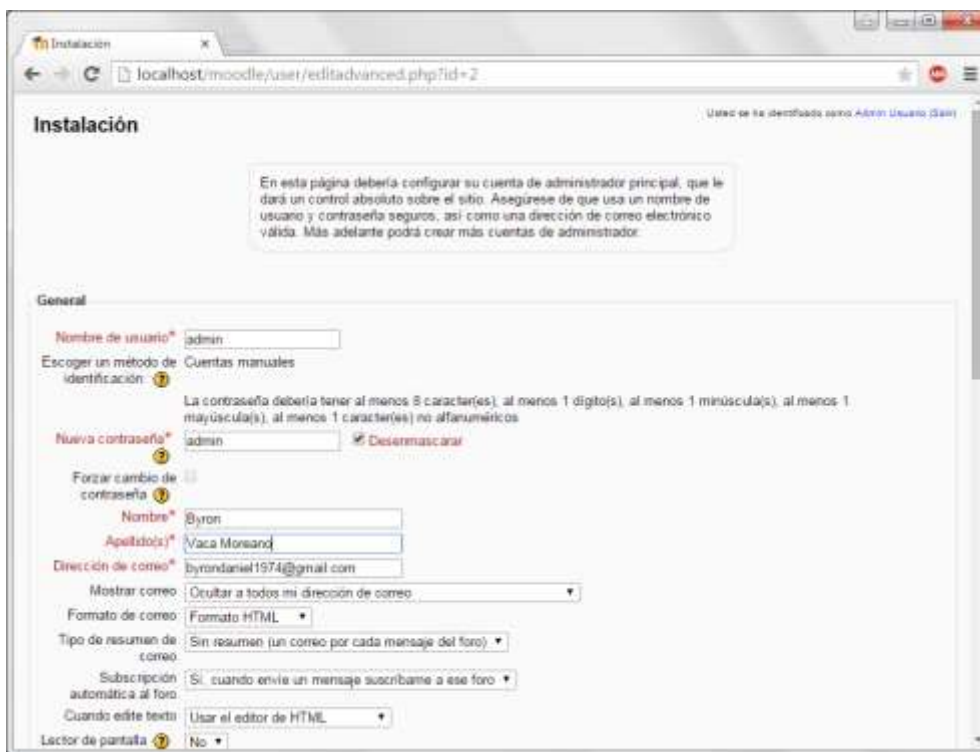 Instalación
localhost/moodle/user/editadvanced.php?id=2
Instalación
Usted se ha identificado como Admin Usuario (Salir)
En esta página debería configurar su cuenta de administrador principal, que le
dará un control absoluto sobre el sitio. Asegúrese de que usa un nombre de
usuario y contraseña seguros, así como una dirección de correo electrónico
válida. Más adelante podrá crear más cuentas de administrador.
General
Nombre de usuario* admin
Escoger un método de Cuentas manuales
identificación
La contraseña debería tener al menos 8 caracter(es), al menos 1 dígito(s), al menos 1 minúscula(s), al menos 1
mayúscula(s), al menos 1 caracter(es) no alfanuméricos
Nueva contraseña* admin Desenmascarar
Forzar cambio de
contraseña
Nombre* Byron
Apellido(s)* Vaca Moreano
Dirección de correo* byrondaniel1974@gmail.com
Mostrar correo Ocultar a todos mi dirección de correo
Formato de correo Formato HTML
Tipo de resumen de Sin resumen (un correo por cada mensaje del foro)
correo
Subscripción Sí, cuando envíe un mensaje suscríbame a ese foro
automática al foro
Cuando edite texto Usar el editor de HTML
Lector de pantalla No